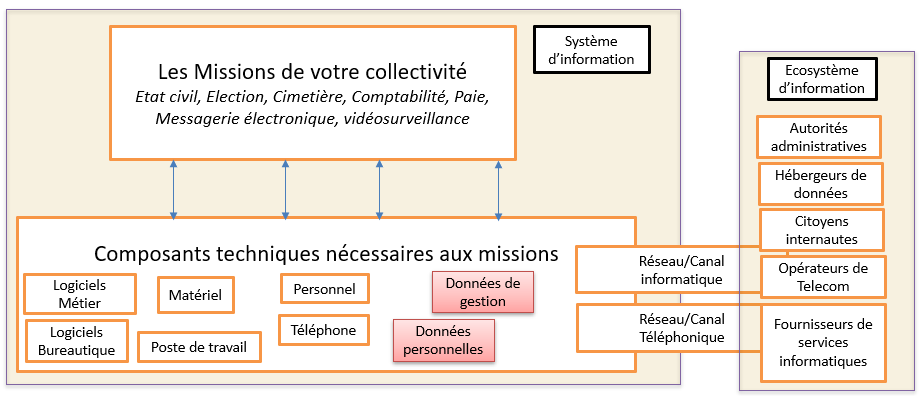 Système
d'information
Les Missions de votre collectivité
Etat civil, Election, Cimetière, Comptabilité, Paie,
Messagerie électronique, vidéosurveillance
Composants techniques nécessaires aux missions
Logiciels
Métier
Matériel
Personnel
Données de
gestion
Logiciels
Bureautique
Poste de travail
Téléphone
Données
personnelles
Réseau/Canal
informatique
Réseau/Canal
Téléphonique
Ecosystème
d'information
Autorités
administratives
Hébergeurs de
données
Citoyens
internautes
Opérateurs de
Telecom
Fournisseurs de
services
informatiques